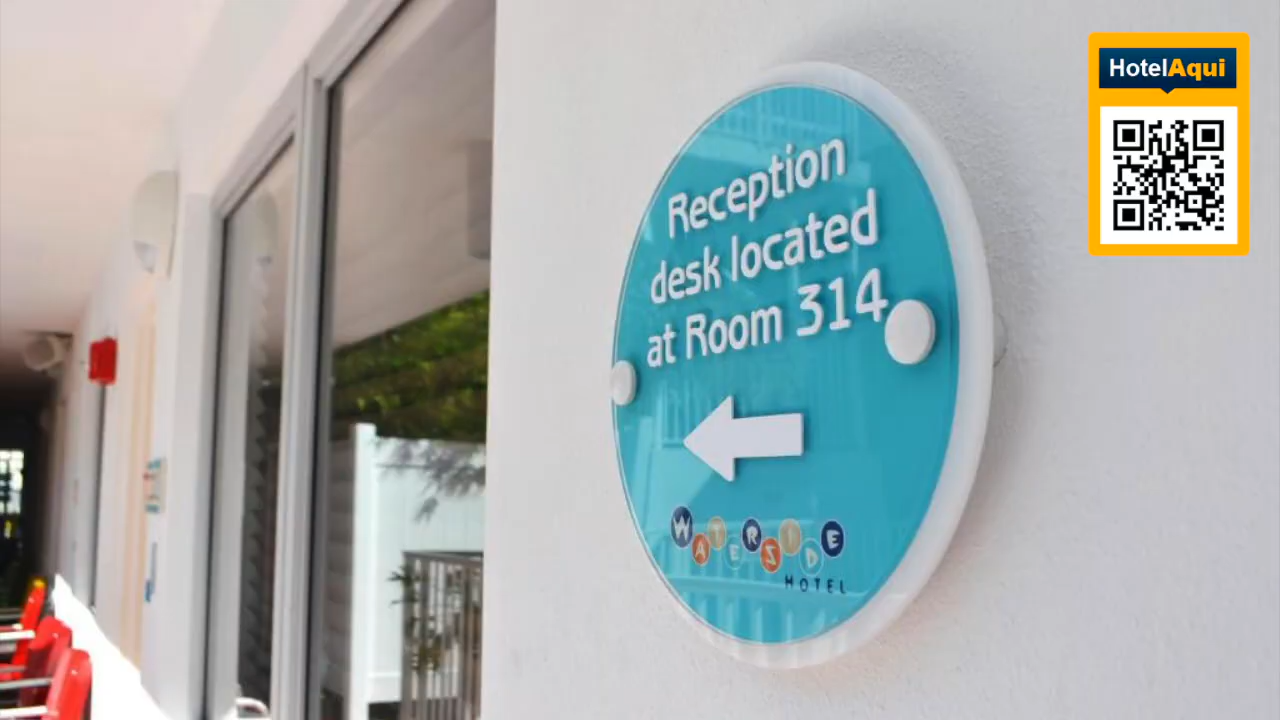 HotelAqui
Reception
desk located
at Room 314
WATERSIDE
HOTEL